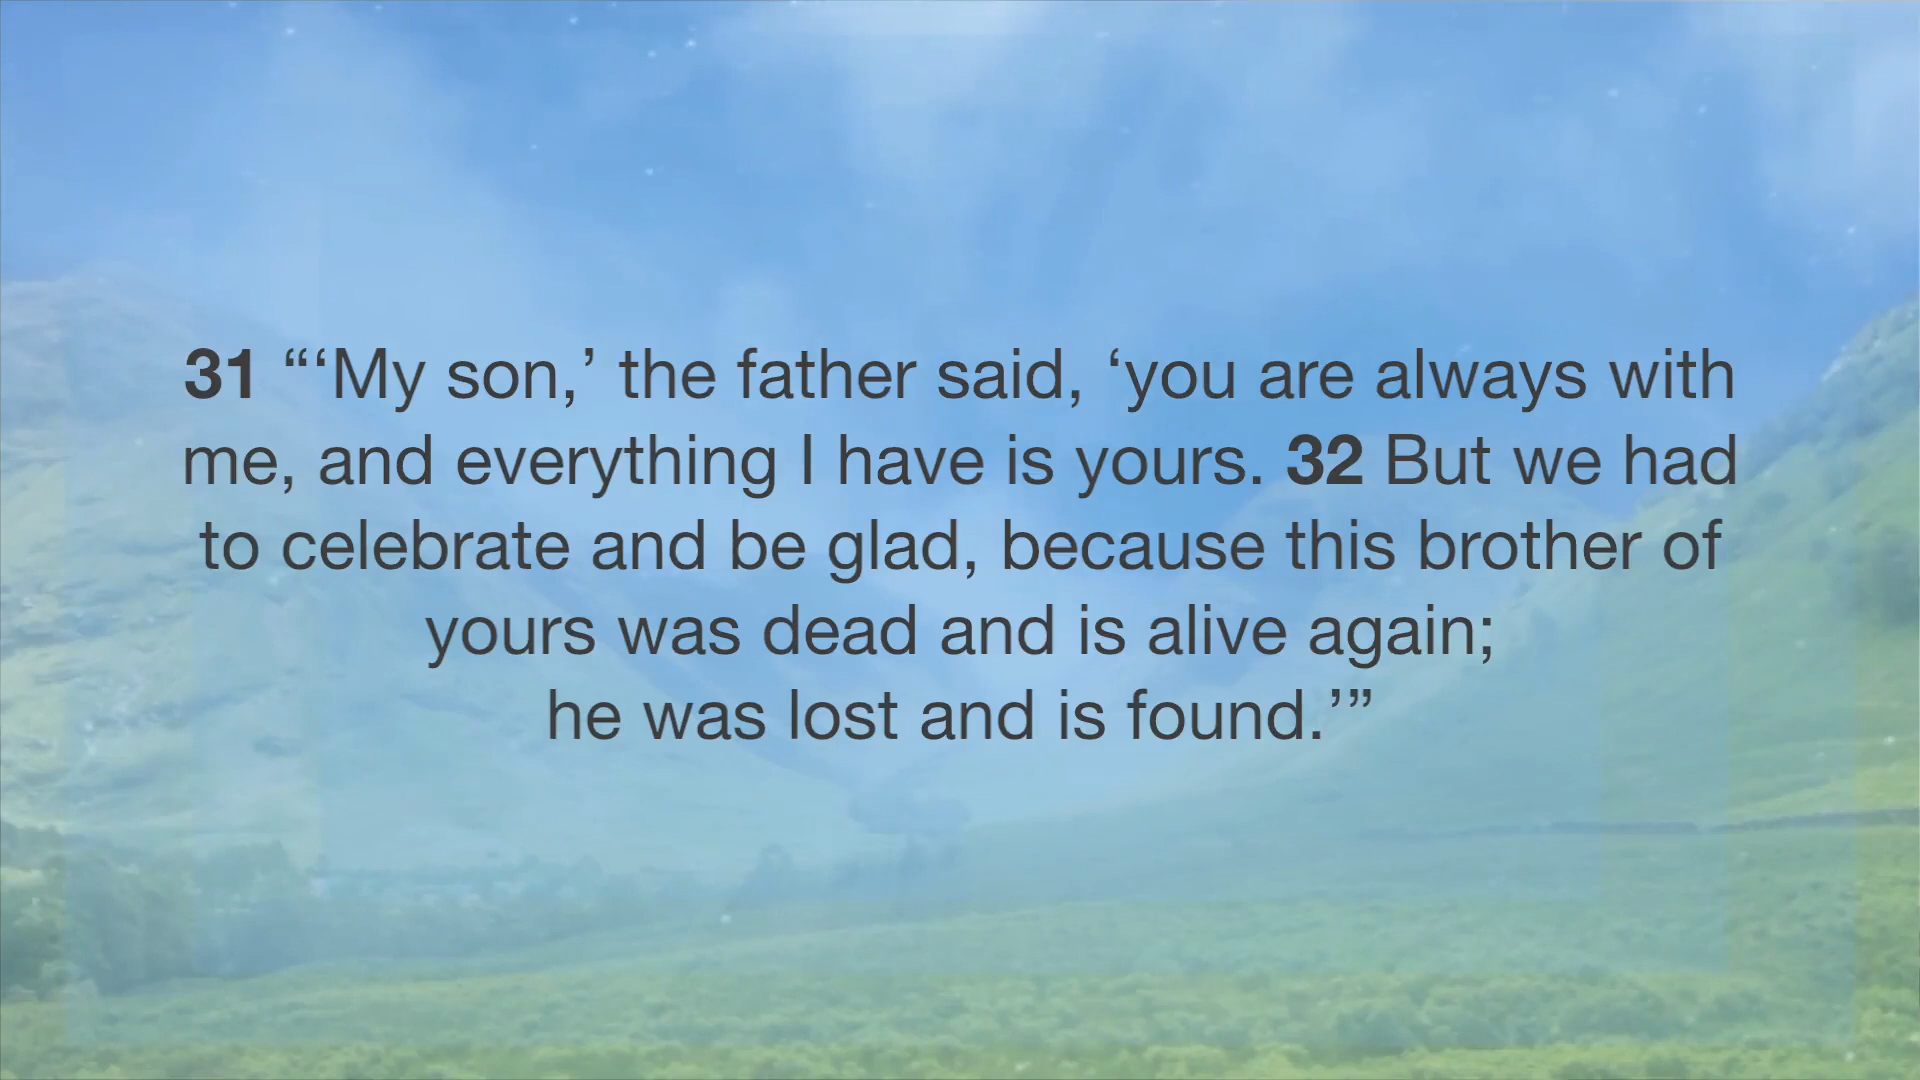 31 “‘My son,’ the father said, ‘you are always with
me, and everything I have is yours. 32 But we had
to celebrate and be glad, because this brother of
yours was dead and is alive again;
he was lost and is found.’”